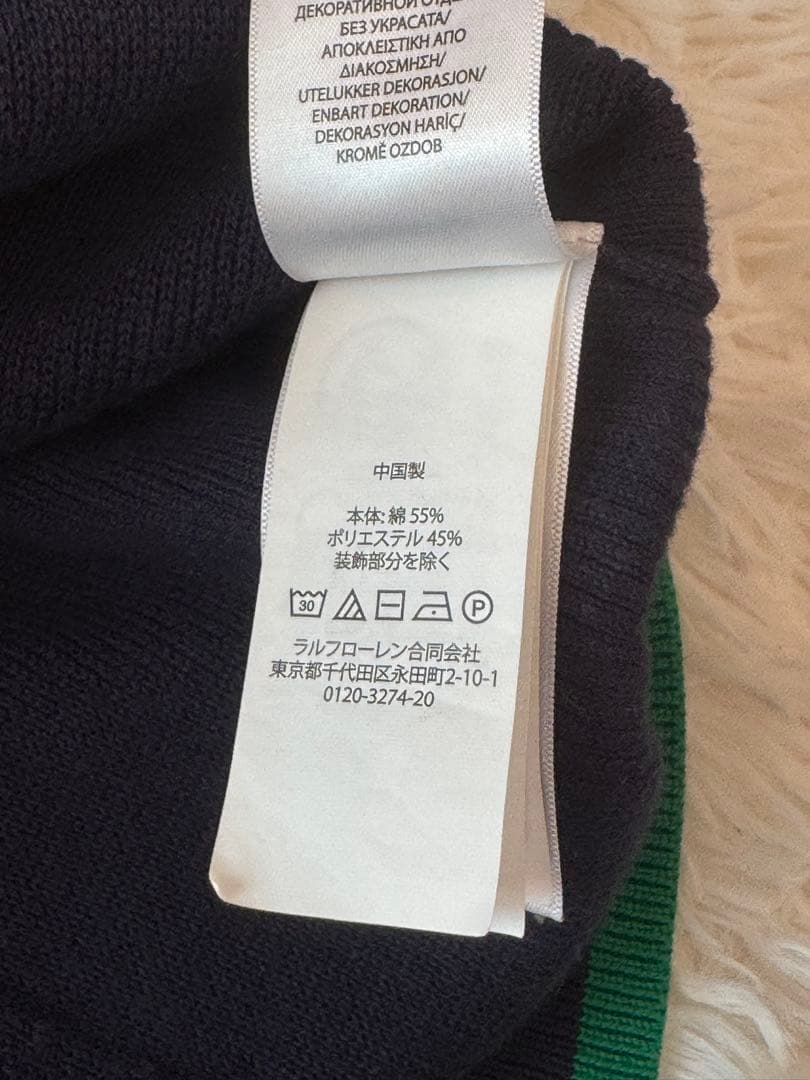 ДЕКОРАТИВНОЙ
БЕЗ УКРАСАТА/
ΑΠΟΚΛΕΙΣΤΙΚΗ ΑΠΟ
ΔΙΑΚΟΣΜΗΣΗ/
UTELUKKER DEKORASJON/
ENBART DEKORATION/
DEKORASYON HARİÇ/
KROMĚ OZDOB
中国製
本体: 綿 55%
ポリエステル 45%
装飾部分を除く
30 P
ラルフローレン合同会社
東京都千代田区永田町2-10-1
0120-3274-20